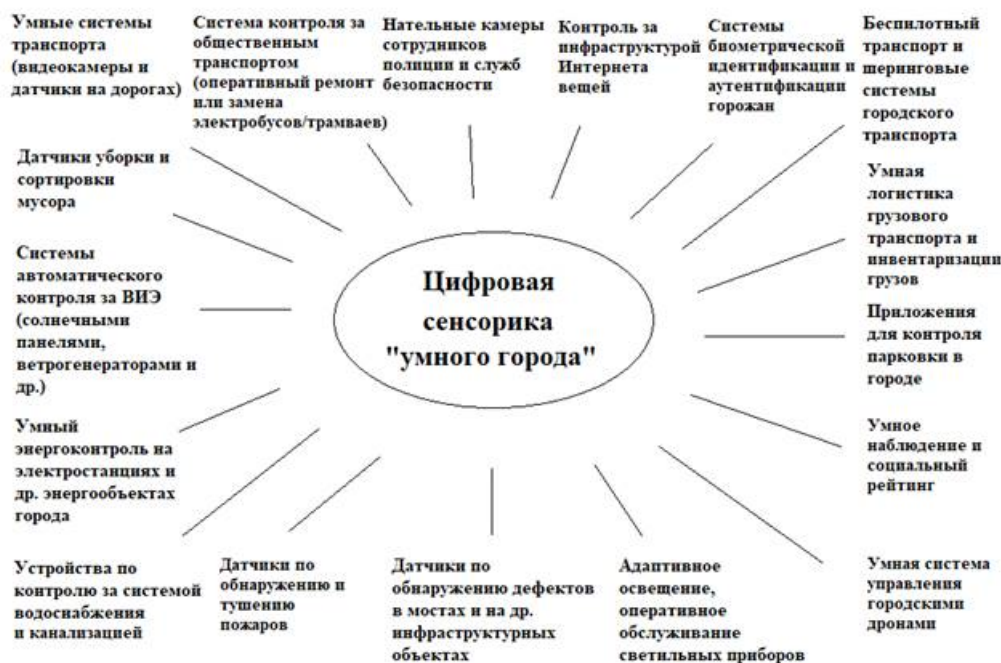 Умные системы
транспорта
(видеокамеры и
датчики на дорогах)
Система контроля за
общественным
транспортом
(оперативный ремонт
или замена
электробусов/трамваев)
Нательные камеры
сотрудников
полиции и служб
безопасности
Контроль за
инфраструктурой
Интернета
вещей
Системы
биометрической
идентификации и
аутентификации
горожан
Беспилотный
транспорт и
шеринговые
системы
городского
транспорта
Датчики уборки и
сортировки
мусора
Умная
логистика
грузового
транспорта и
инвентаризации
грузов
Системы
автоматического
контроля за ВИЭ
(солнечными
панелями,
ветрогенераторами и
др.)
Цифровая
сенсорика
"умного города"
Приложения
для контроля
парковки в
городе
Умный
энергоконтроль на
электростанциях и
др. энергообъектах
города
Умное
наблюдение и
социальный
рейтинг
Устройства по
контролю за системой
водоснабжения
и канализацией
Датчики по
обнаружению и
тушению
пожаров
Датчики по
обнаружению дефектов
в мостах и на др.
инфраструктурных
объектах
Адаптивное
освещение,
оперативное
обслуживание
светильных приборов
Умная система
управления
городскими
дронами